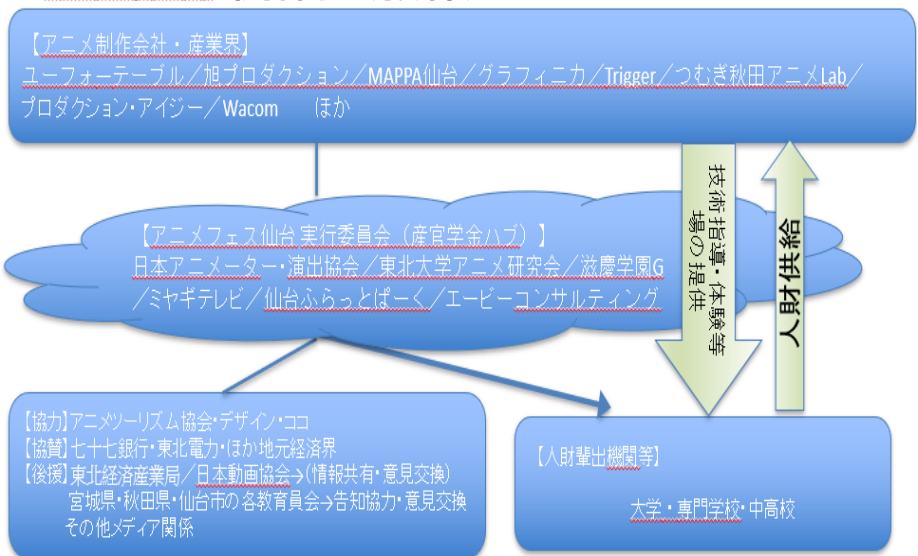 【アニメ制作会社・産業界】
ユーフォーテーブル／旭プロダクション／MAPPA仙台／グラフィニカ／Trigger／つむぎ秋田アニメLab／
プロダクション・アイジー／Wacom　　ほか
【アニメフェス仙台 実行委員会（産官学金ハブ）】
日本アニメーター・演出協会／東北大学アニメ研究会／滋慶学園G
／ミヤギテレビ／仙台ふらっとぱーく／エービーコンサルティング
技術指導・体験等
場の提供
人財供給
【協力】アニメツーリズム協会・デザイン・ココ
【協賛】七十七銀行・東北電力・ほか地元経済界
【後援】東北経済産業局／日本動画協会→(情報共有・意見交換)
宮城県・秋田県・仙台市の各教育員会→告知協力・意見交換
その他メディア関係
【人財輩出機関等】
大学・専門学校・中高校